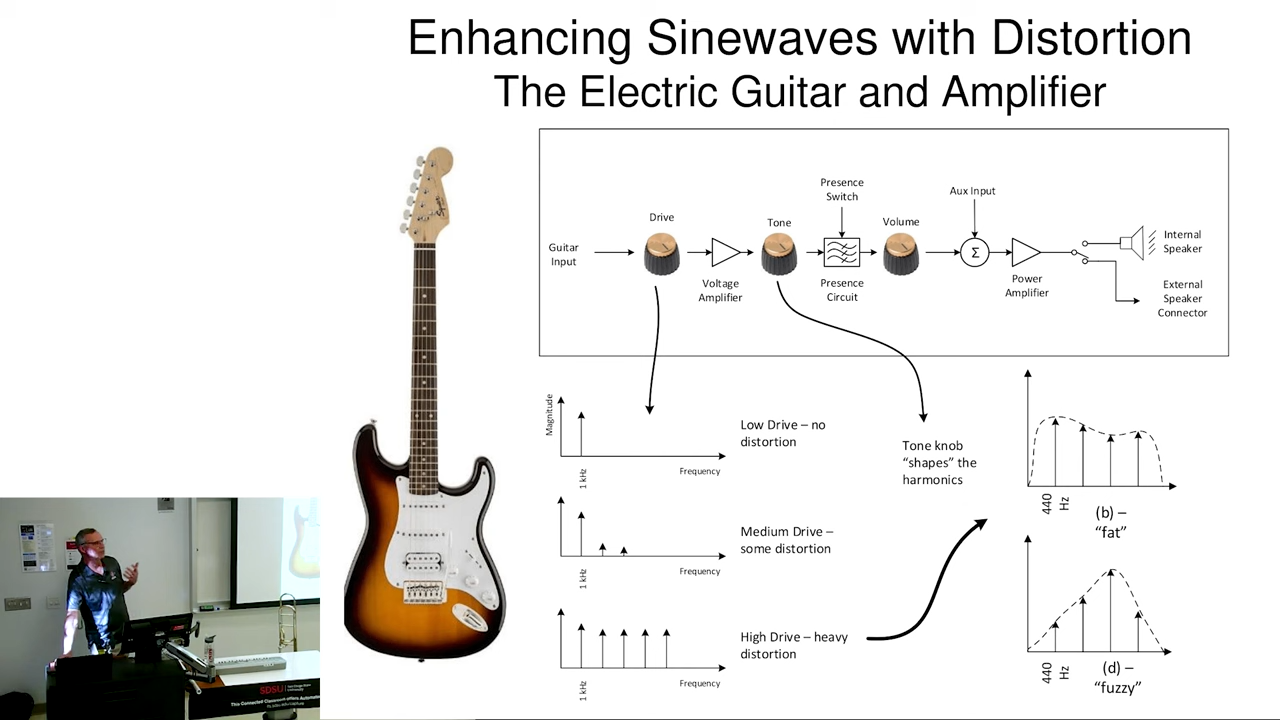 Enhancing Sinewaves with Distortion
The Electric Guitar and Amplifier
Presence
Switch
Aux Input
Drive
Tone
Volume
Guitar
Input
Σ
Internal
Speaker
Voltage
Amplifier
Presence
Circuit
Power
Amplifier
External
Speaker
Connector
Magnitude
1 kHz
Frequency
Low Drive – no
distortion
Tone knob
“shapes” the
harmonics
440
Hz
(b) –
“fat”
1 kHz
Frequency
Medium Drive –
some distortion
1 kHz
Frequency
High Drive – heavy
distortion
440
Hz
(d) –
“fuzzy”
Squier
SDSU